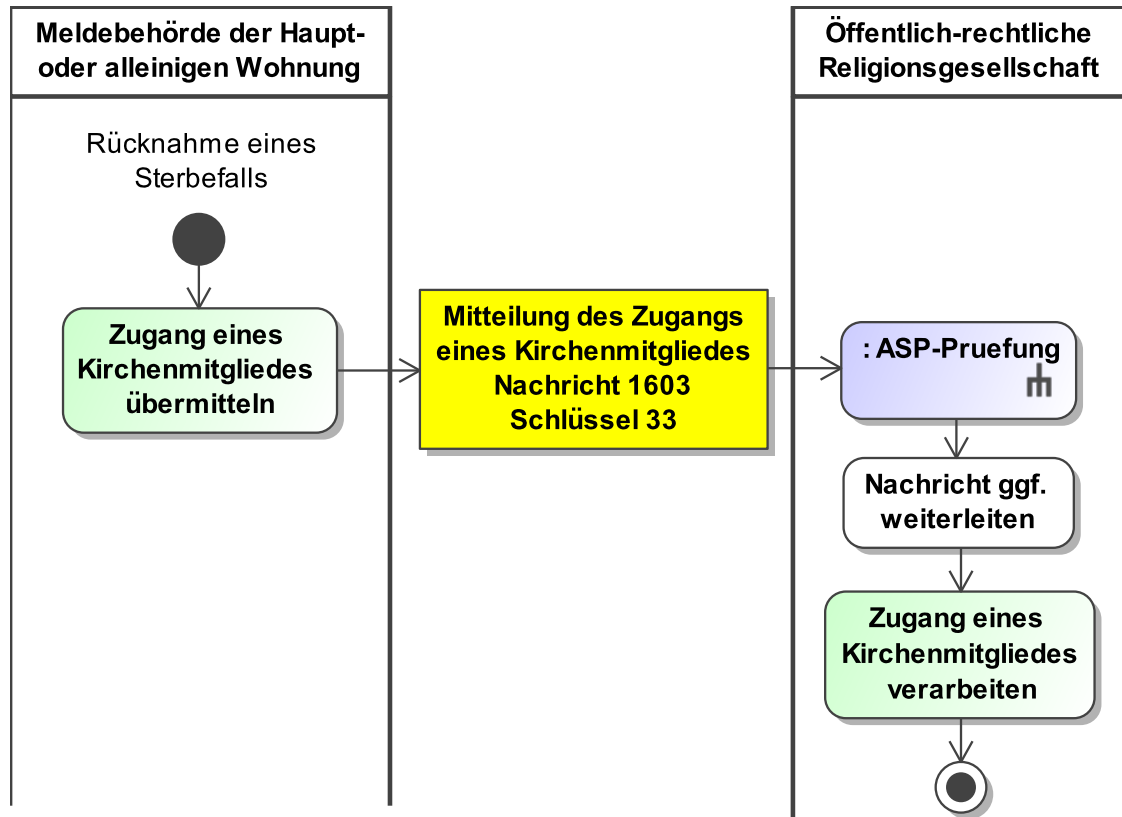 Meldebehörde der Haupt-
oder alleinigen Wohnung
Öffentlich-rechtliche
Religionsgesellschaft
Rücknahme eines
Sterbefalls
Zugang eines
Kirchenmitgliedes
übermitteln
Mitteilung des Zugangs
eines Kirchenmitgliedes
Nachricht 1603
Schlüssel 33
: ASP-Pruefung
Nachricht ggf.
weiterleiten
Zugang eines
Kirchenmitgliedes
verarbeiten